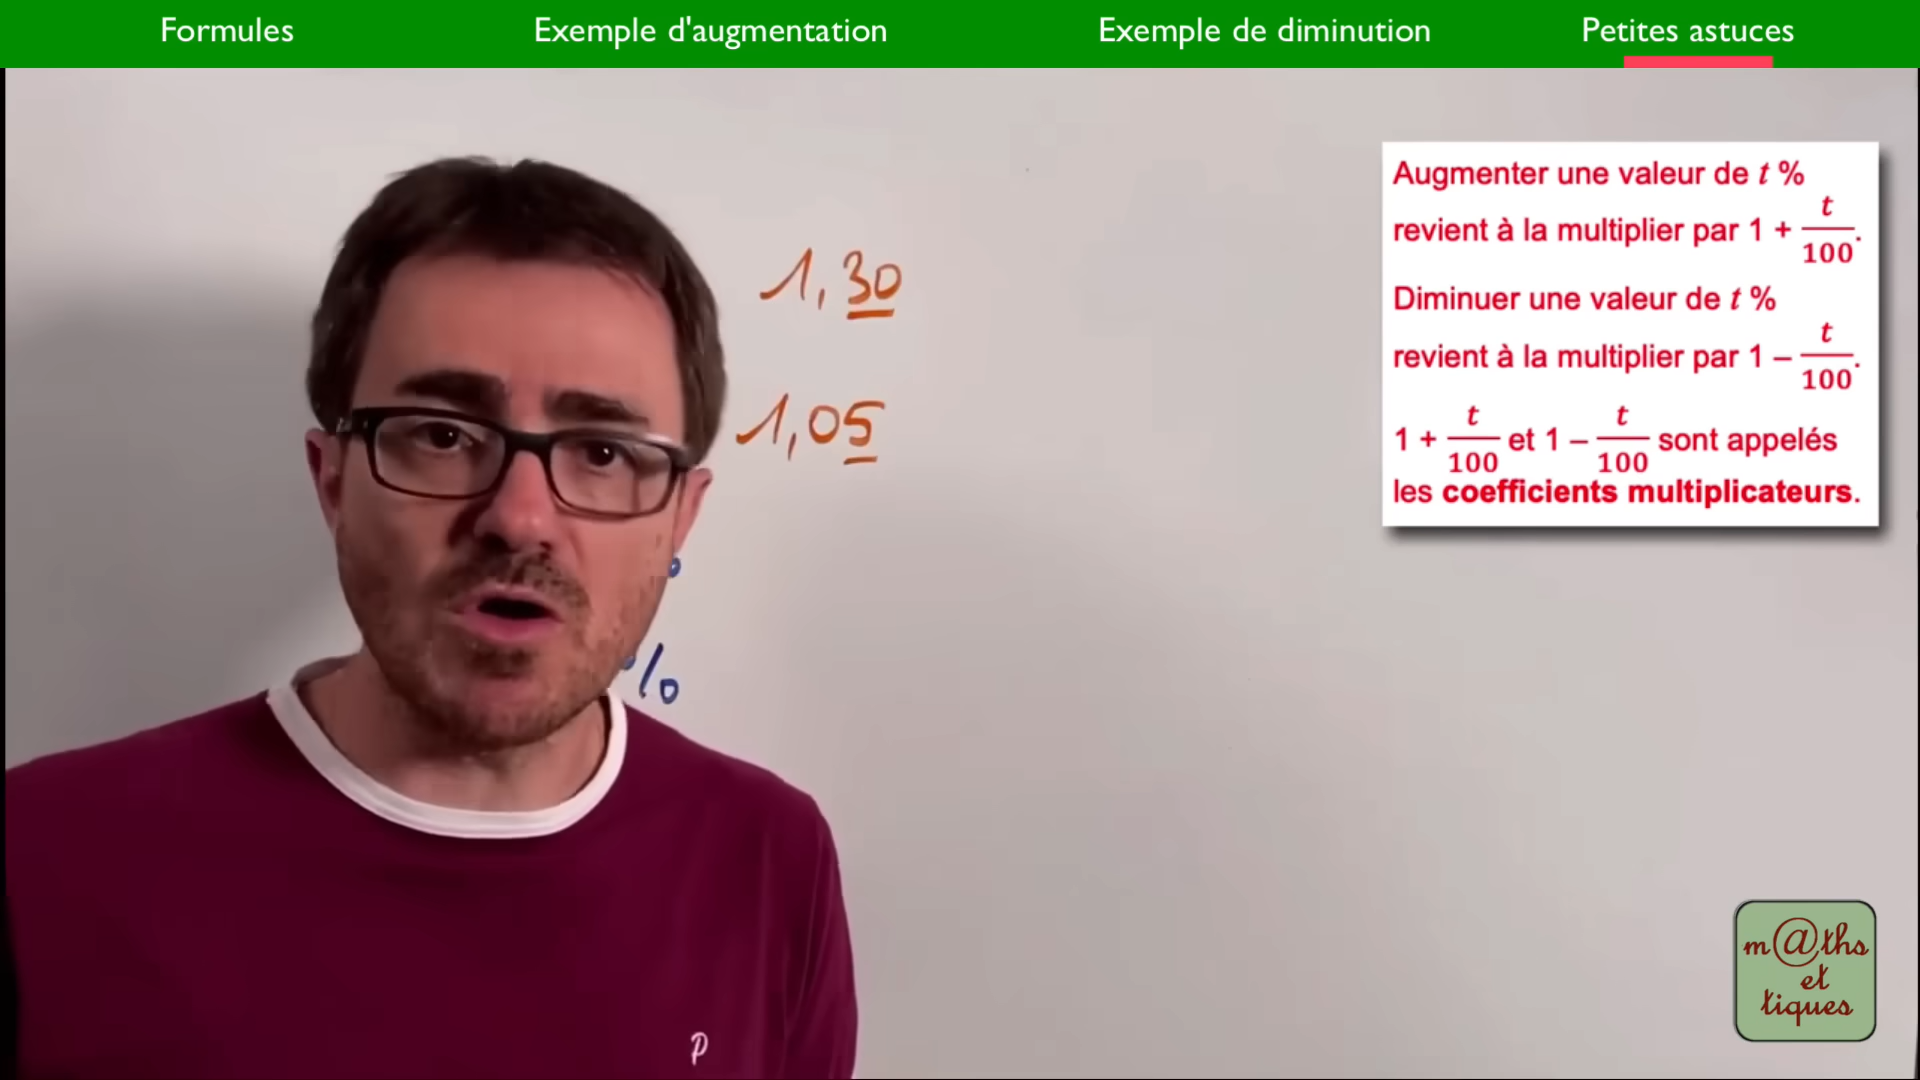 Formules
Exemple d'augmentation
Exemple de diminution
Petites astuces
1,30
1,05
%
Augmenter une valeur de t %
revient à la multiplier par 1 + t/100.
Diminuer une valeur de t %
revient à la multiplier par 1 – t/100.
1 + t/100 et 1 – t/100 sont appelés
les coefficients multiplicateurs.
m@ths
et
tiques
P